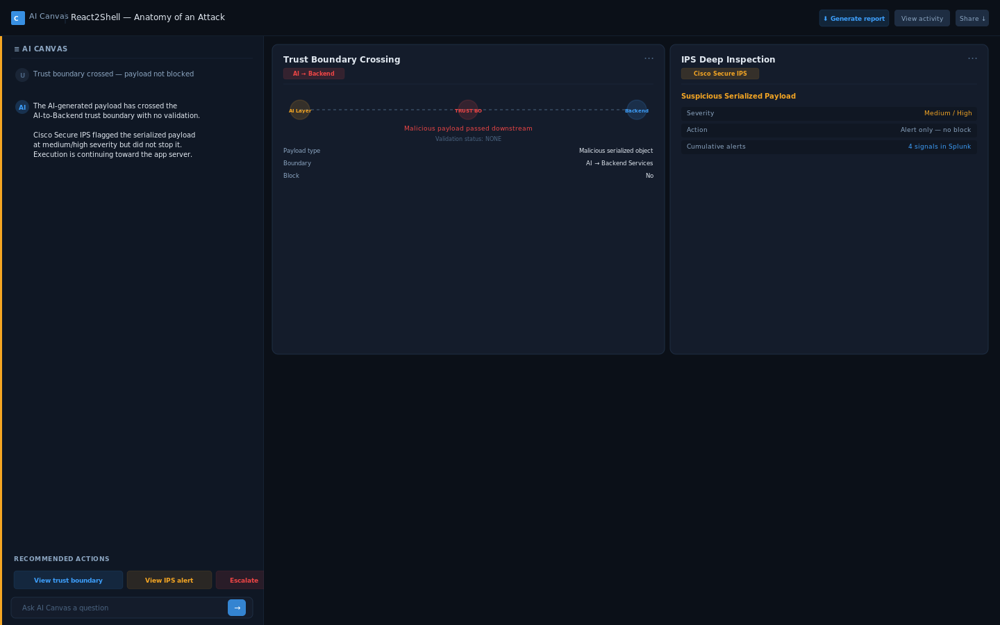 C AI Canvas React2Shell — Anatomy of an Attack
⬇ Generate report
View activity
Share ↓
≡ AI CANVAS
U Trust boundary crossed — payload not blocked
AI The AI-generated payload has crossed the
AI-to-Backend trust boundary with no validation.
Cisco Secure IPS flagged the serialized payload
at medium/high severity but did not stop it.
Execution is continuing toward the app server.
RECOMMENDED ACTIONS
View trust boundary
View IPS alert
Escalate
Ask AI Canvas a question →
Trust Boundary Crossing ···
AI → Backend
AI Layer
TRUST BO
Backend
Malicious payload passed downstream
Validation status: NONE
Payload type Malicious serialized object
Boundary AI → Backend Services
Block No
IPS Deep Inspection ···
Cisco Secure IPS
Suspicious Serialized Payload
Severity Medium / High
Action Alert only — no block
Cumulative alerts 4 signals in Splunk